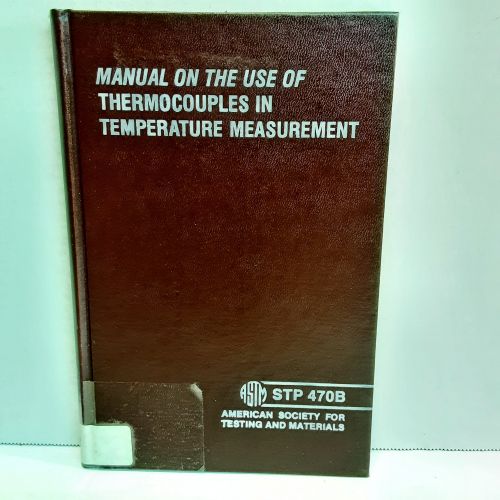 MANUAL ON THE USE OF
THERMOCOUPLES IN
TEMPERATURE MEASUREMENT
ASTM STP 470B
AMERICAN SOCIETY FOR
TESTING AND MATERIALS